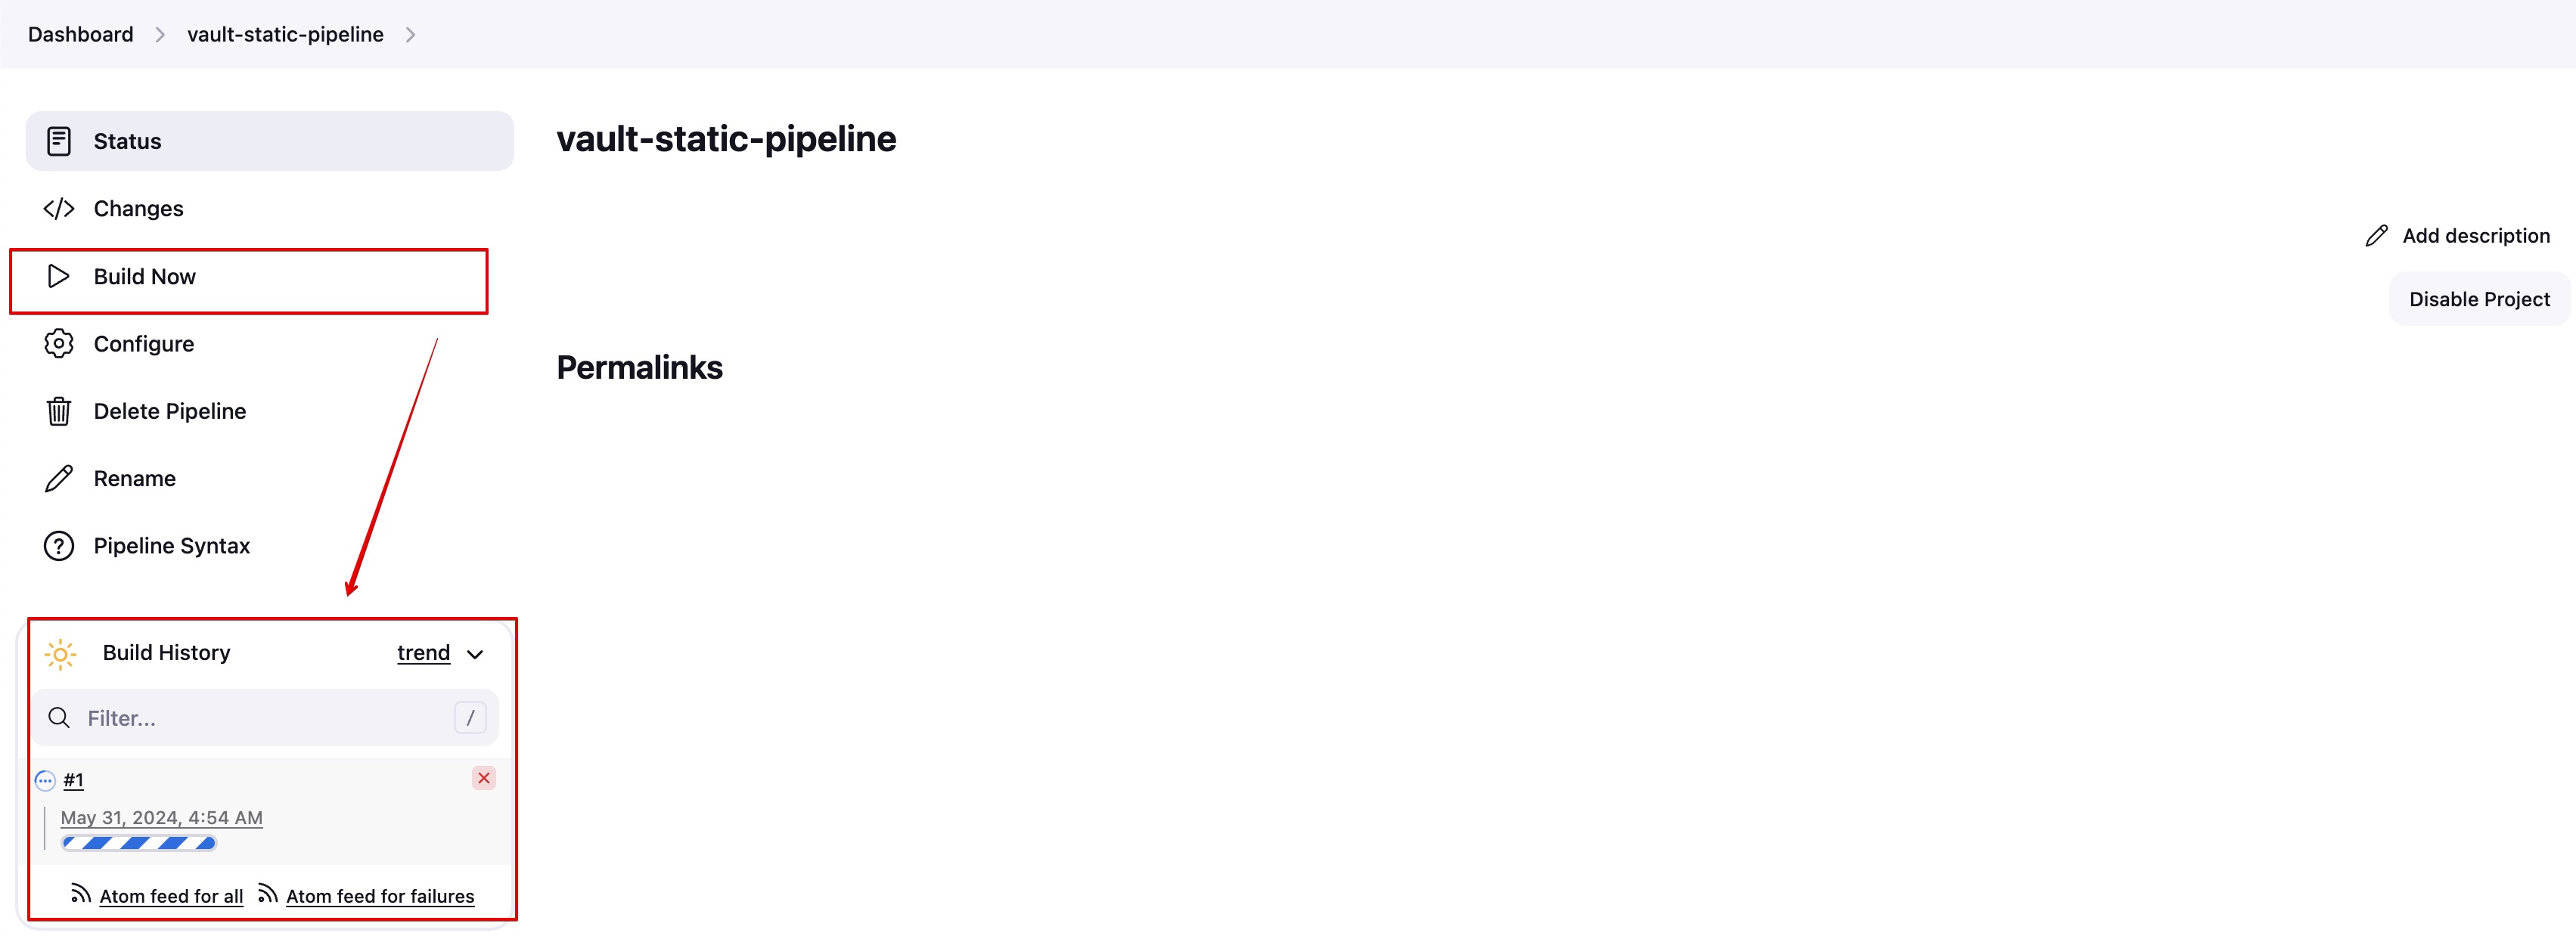 Dashboard vault-static-pipeline
Status
Changes
Build Now
Configure
Delete Pipeline
Rename
Pipeline Syntax
Build History trend
Filter... /
#1
May 31, 2024, 4:54 AM
Atom feed for all Atom feed for failures
vault-static-pipeline
Add description
Disable Project
Permalinks